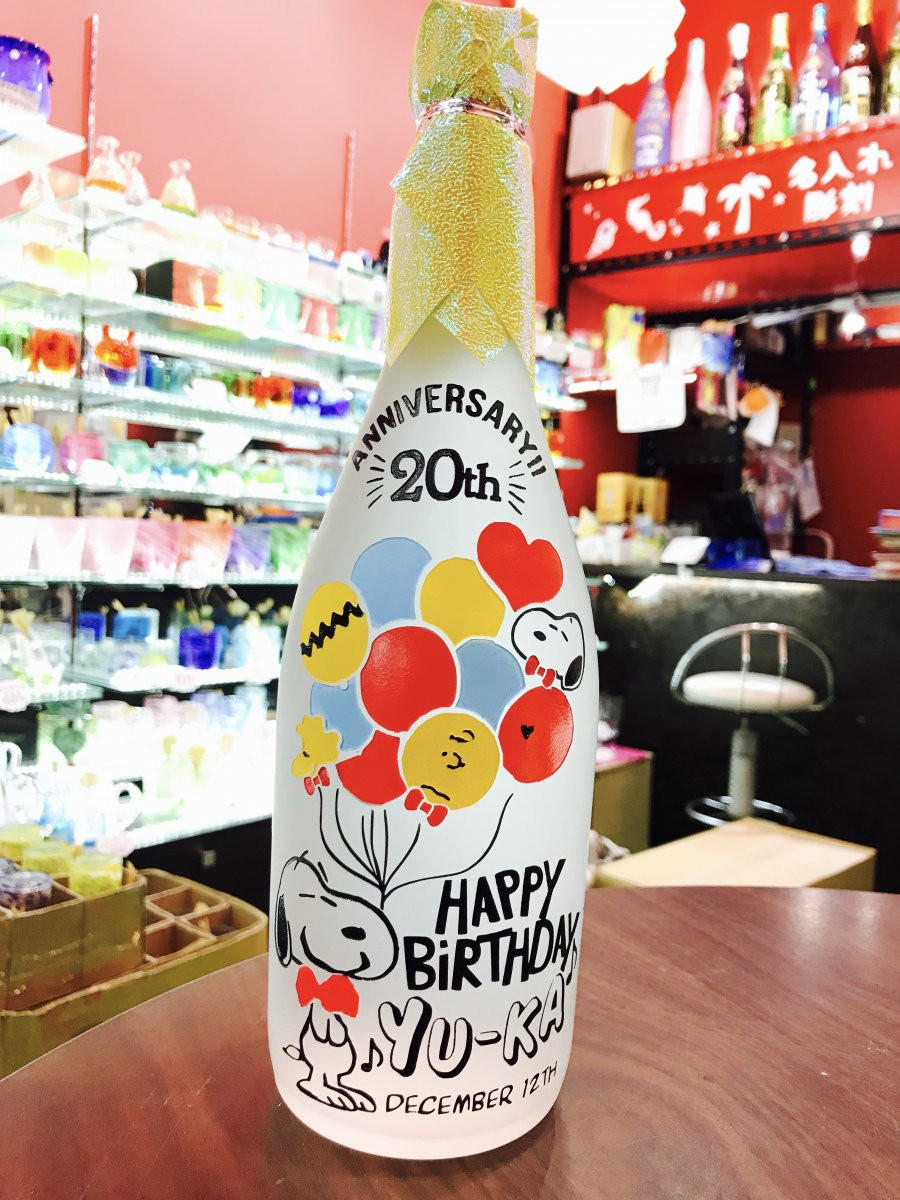 ANNIVERSARY!!
20th
HAPPY
BiRTHDAY
YU-KA
DECEMBER 12TH
名入れ
彫刻